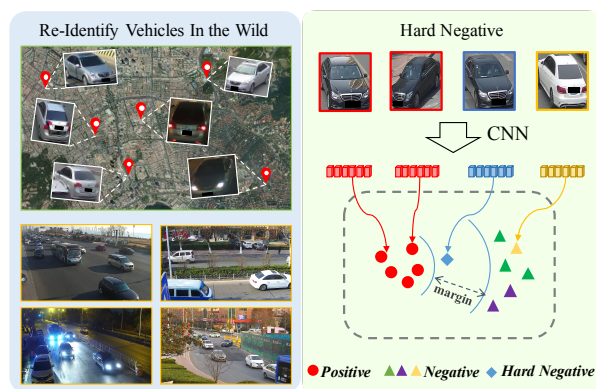 Re-Identify Vehicles In the Wild
Hard Negative
CNN
margin
Positive
Negative
Hard Negative